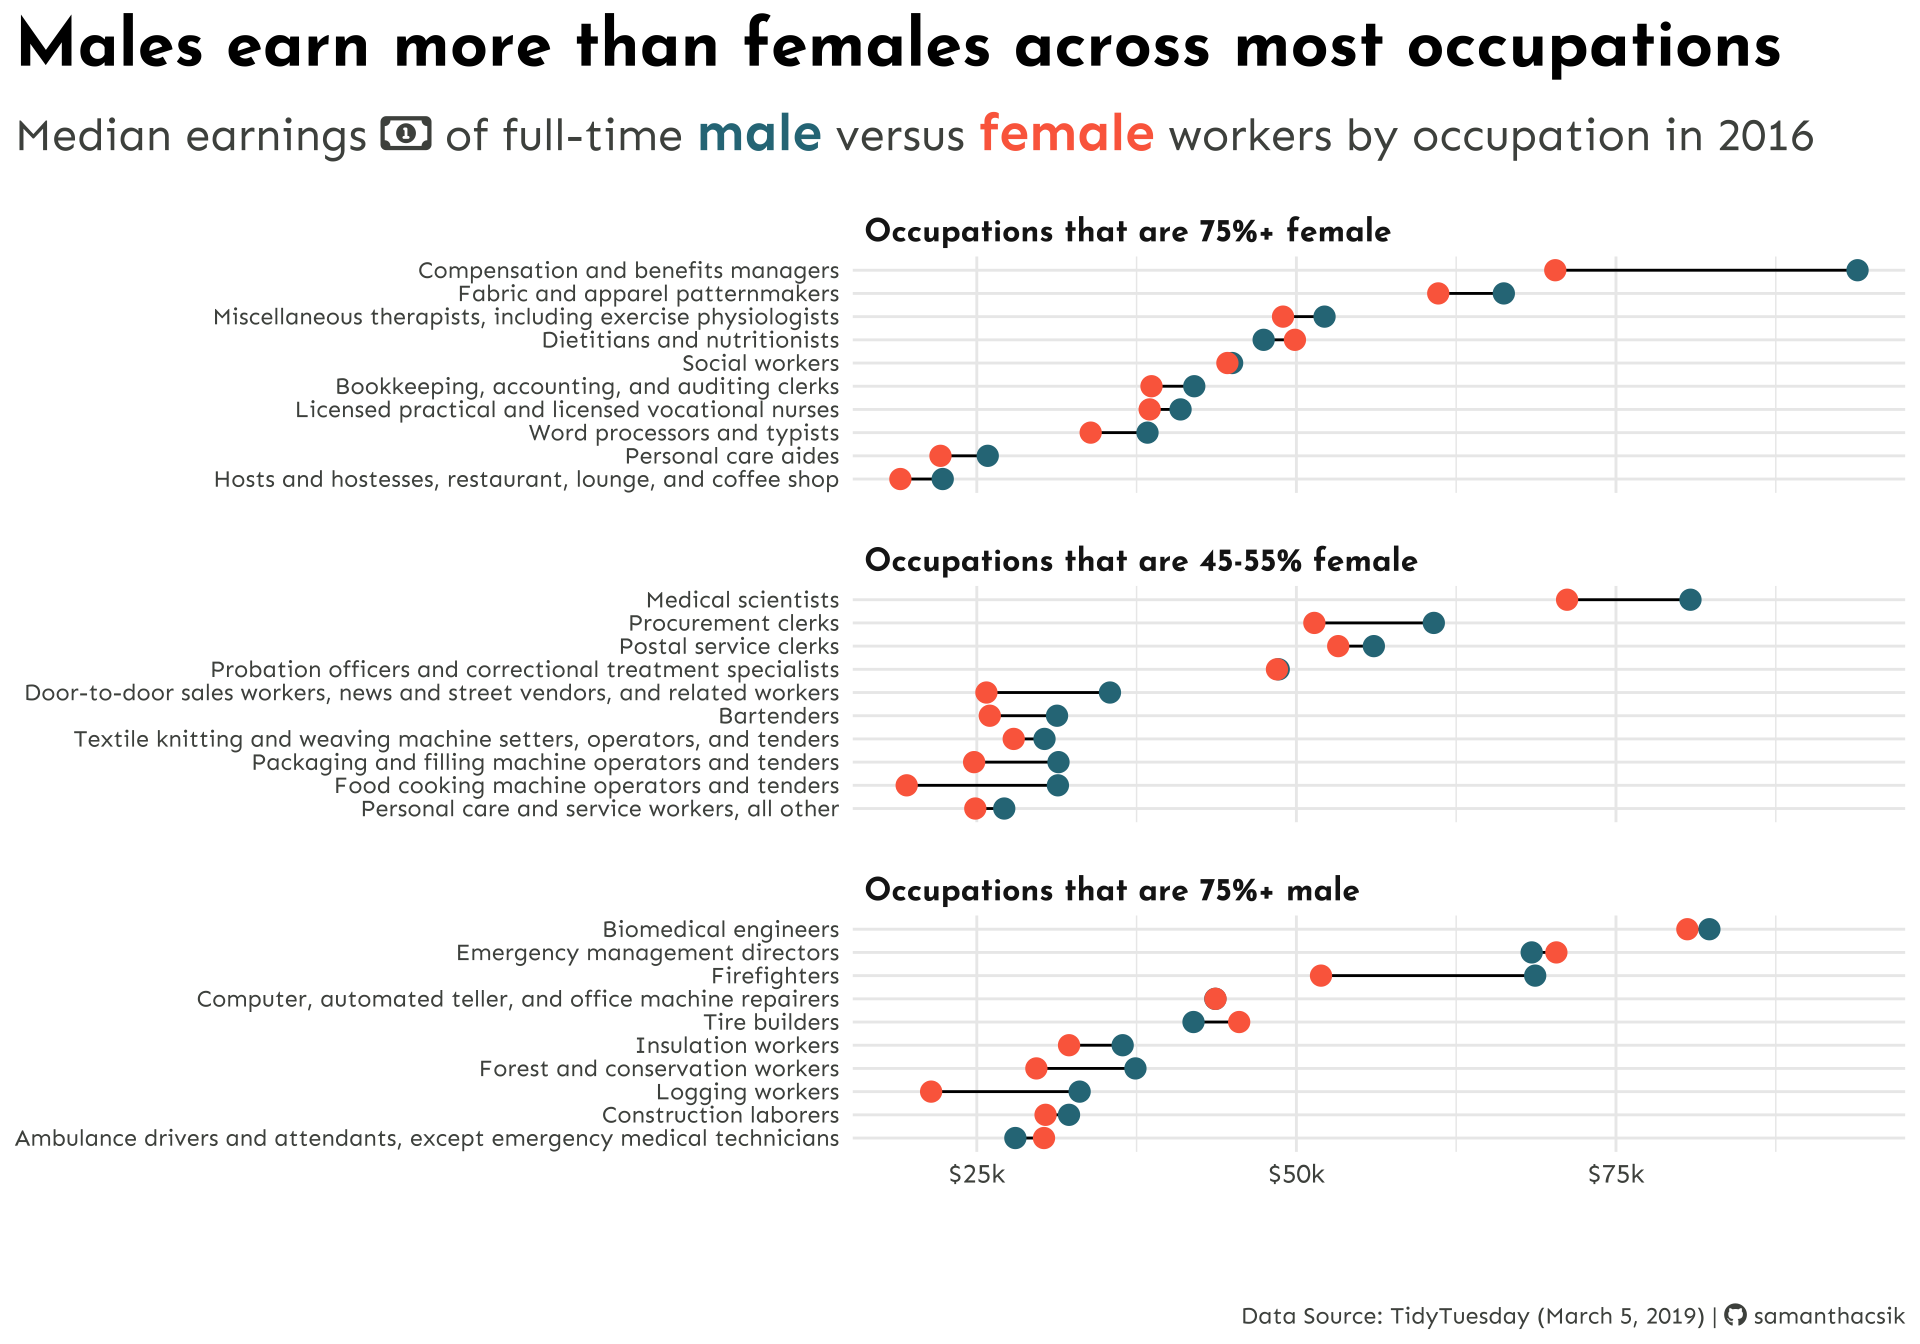 Males earn more than females across most occupations
Median earnings 1 of full-time male versus female workers by occupation in 2016
Occupations that are 75%+ female
Compensation and benefits managers
Fabric and apparel patternmakers
Miscellaneous therapists, including exercise physiologists
Dietitians and nutritionists
Social workers
Bookkeeping, accounting, and auditing clerks
Licensed practical and licensed vocational nurses
Word processors and typists
Personal care aides
Hosts and hostesses, restaurant, lounge, and coffee shop
Occupations that are 45-55% female
Medical scientists
Procurement clerks
Postal service clerks
Probation officers and correctional treatment specialists
Door-to-door sales workers, news and street vendors, and related workers
Bartenders
Textile knitting and weaving machine setters, operators, and tenders
Packaging and filling machine operators and tenders
Food cooking machine operators and tenders
Personal care and service workers, all other
Occupations that are 75%+ male
Biomedical engineers
Emergency management directors
Firefighters
Computer, automated teller, and office machine repairers
Tire builders
Insulation workers
Forest and conservation workers
Logging workers
Construction laborers
Ambulance drivers and attendants, except emergency medical technicians
$25k $50k $75k
Data Source: TidyTuesday (March 5, 2019) | samanthacsik